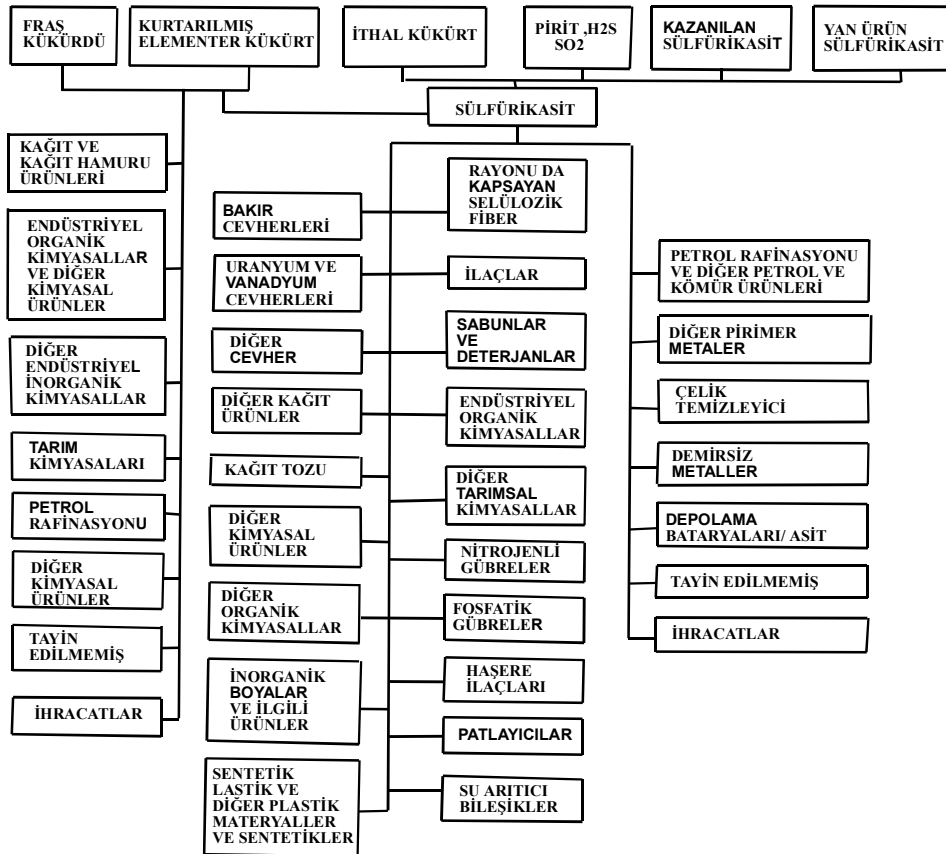 FRAŞ
KÜKÜRDÜ
KURTARILMIŞ
ELEMENTER KÜKÜRT
İTHAL KÜKÜRT
PİRİT ,H2S
SO2
KAZANILAN
SÜLFÜRİKASİT
YAN ÜRÜN
SÜLFÜRİKASİT
SÜLFÜRİKASİT
KAĞIT VE
KAĞIT HAMURU
ÜRÜNLERİ
ENDÜSTRİYEL
ORGANİK
KİMYASALLAR
VE DİĞER
KİMYASAL
ÜRÜNLER
DİĞER
ENDÜSTRİYEL
İNORGANİK
KİMYASALLAR
TARIM
KİMYASALARI
PETROL
RAFİNASYONU
DİĞER
KİMYASAL
ÜRÜNLER
TAYİN
EDİLMEMİŞ
İHRACATLAR
BAKIR
CEVHERLERİ
URANYUM VE
VANADYUM
CEVHERLERİ
DİĞER
CEVHER
DİĞER KAĞIT
ÜRÜNLER
KAĞIT TOZU
DİĞER
KİMYASAL
ÜRÜNLER
DİĞER
ORGANİK
KİMYASALLAR
İNORGANİK
BOYALAR
VE İLGİLİ
ÜRÜNLER
SENTETİK
LASTİK VE
DİĞER PLASTİK
MATERYALLER
VE SENTETİKLER
RAYONU DA
KAPSAYAN
SELÜLOZİK
FİBER
İLAÇLAR
SABUNLAR
VE
DETERJANLAR
ENDÜSTRİYEL
ORGANİK
KİMYASALLAR
DİĞER
TARIMSAL
KİMYASALLAR
NİTROJENLİ
GÜBRELER
FOSFATİK
GÜBRELER
HAŞERE
İLAÇLARI
PATLAYICILAR
SU ARITICI
BİLEŞİKLER
PETROL RAFİNASYONU
VE DİĞER PETROL VE
KÖMÜR ÜRÜNLERİ
DİĞER PİRİMER
METALER
ÇELİK
TEMİZLEYİCİ
DEMİRSİZ
METALLER
DEPOLAMA
BATARYALARI/ ASİT
TAYİN EDİLMEMİŞ
İHRACATLAR